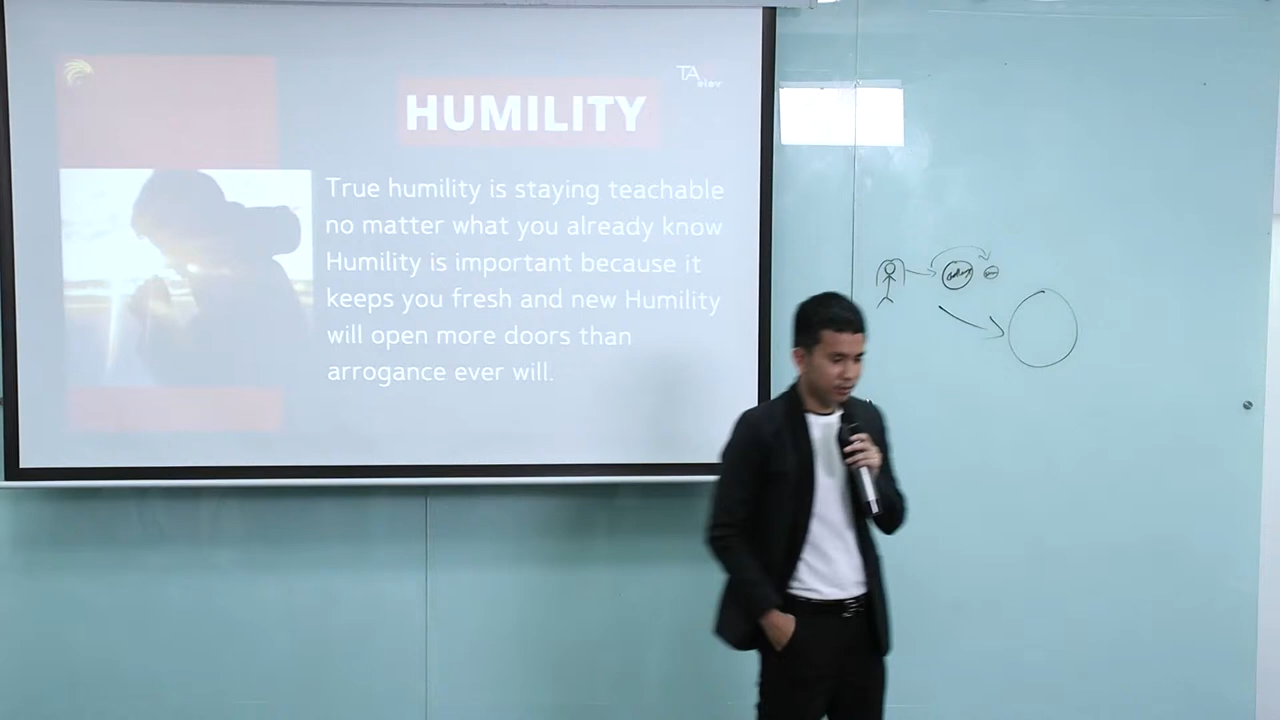 TA
elev
HUMILITY
True humility is staying teachable
no matter what you already know
Humility is important because it
keeps you fresh and new Humility
will open more doors than
arrogance ever will.